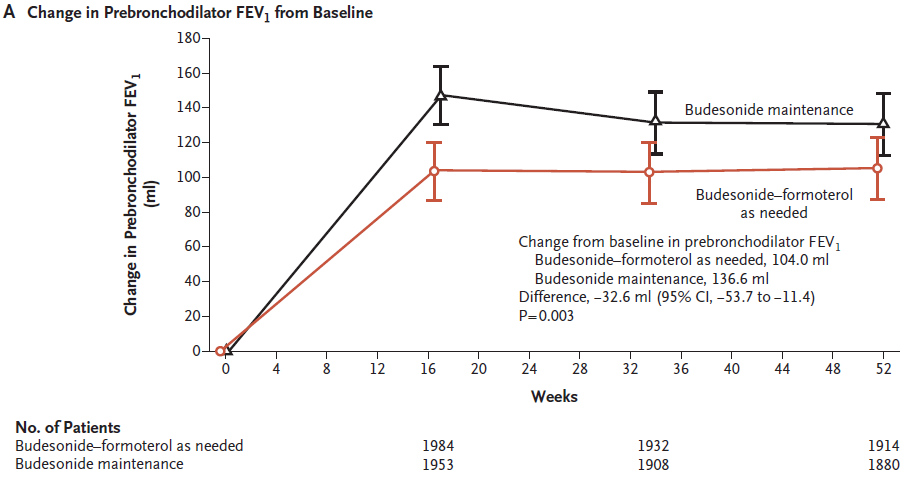 A Change in Prebronchodilator FEV1 from Baseline
180
160
140
120
100
80
60
40
20
0
Change in Prebronchodilator FEV1
(ml)
Budesonide maintenance
Budesonide–formoterol
as needed
Change from baseline in prebronchodilator FEV1
Budesonide–formoterol as needed, 104.0 ml
Budesonide maintenance, 136.6 ml
Difference, −32.6 ml (95% CI, −53.7 to −11.4)
P=0.003
0 4 8 12 16 20 24 28 32 36 40 44 48 52
Weeks
No. of Patients
Budesonide–formoterol as needed 1984 1932 1914
Budesonide maintenance 1953 1908 1880